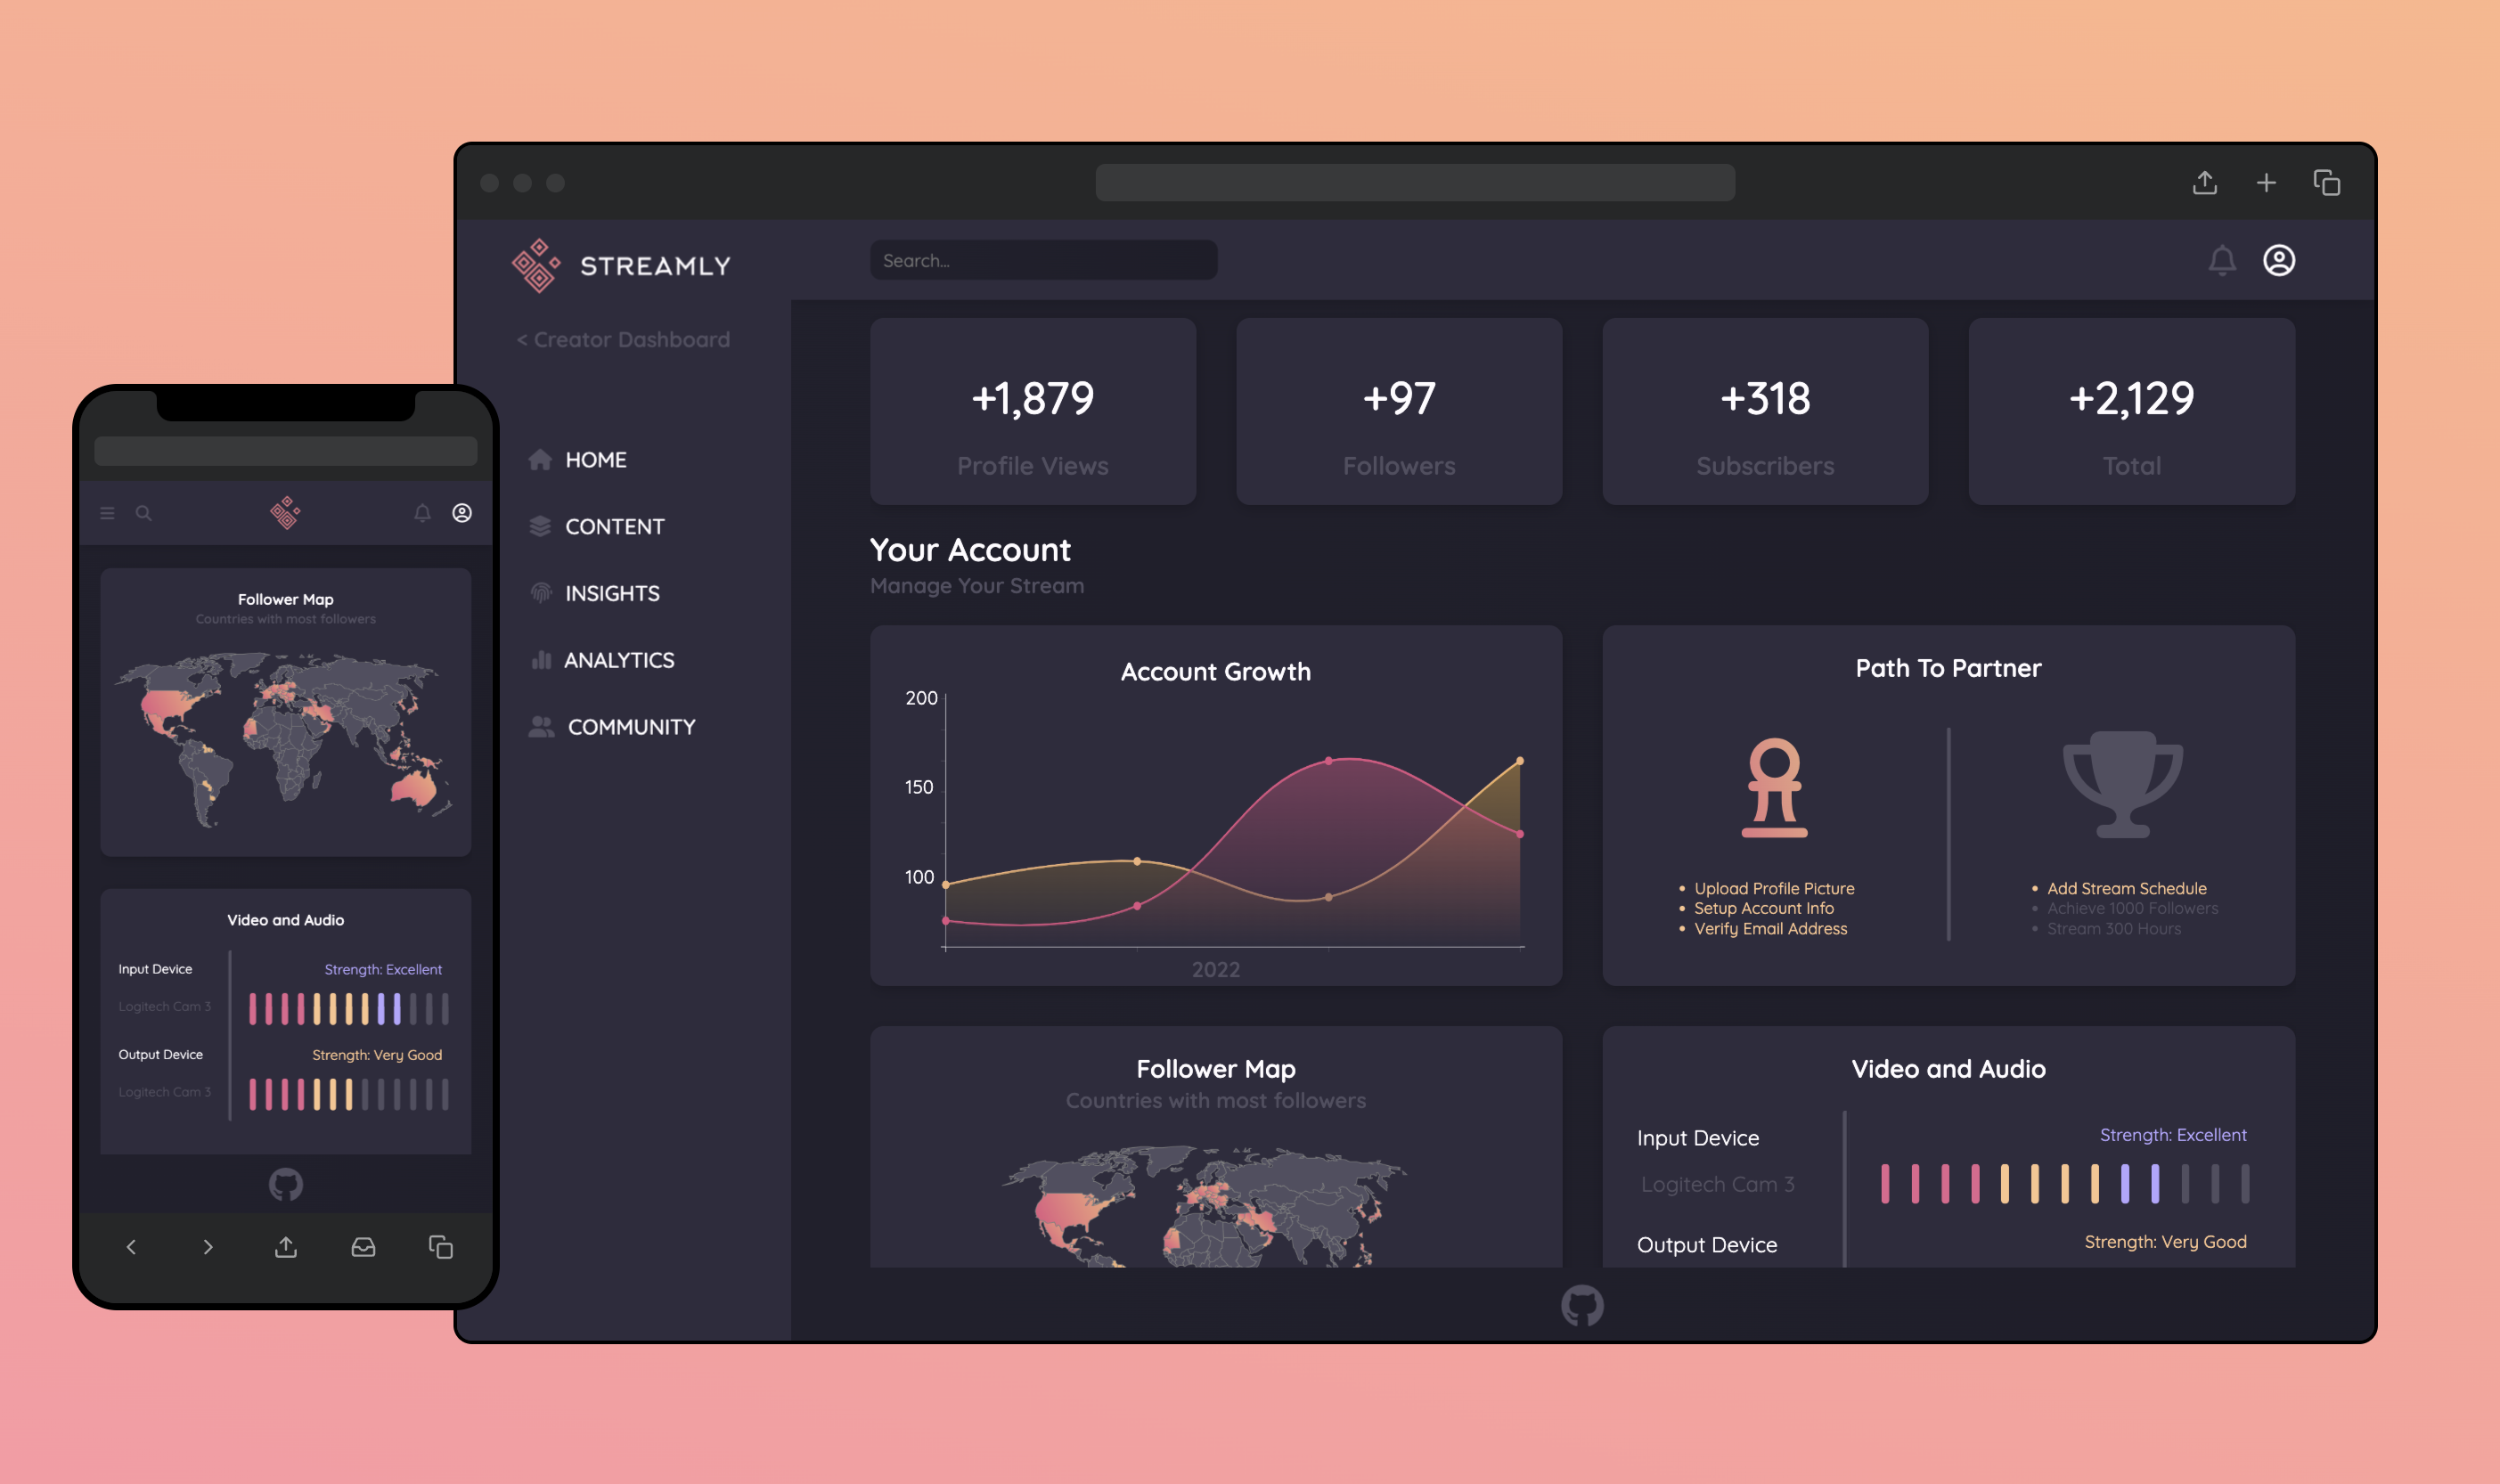 STREAMLY
Search...
< Creator Dashboard
HOME
CONTENT
INSIGHTS
ANALYTICS
COMMUNITY
+1,879
Profile Views
+97
Followers
+318
Subscribers
+2,129
Total
Your Account
Manage Your Stream
Account Growth
200
150
100
2022
Path To Partner
Upload Profile Picture
Setup Account Info
Verify Email Address
Add Stream Schedule
Achieve 1000 Followers
Stream 300 Hours
Follower Map
Countries with most followers
Video and Audio
Input Device
Strength: Excellent
Logitech Cam 3
Output Device
Strength: Very Good
Follower Map
Countries with most followers
Video and Audio
Input Device
Strength: Excellent
Logitech Cam 3
Output Device
Strength: Very Good
Logitech Cam 3